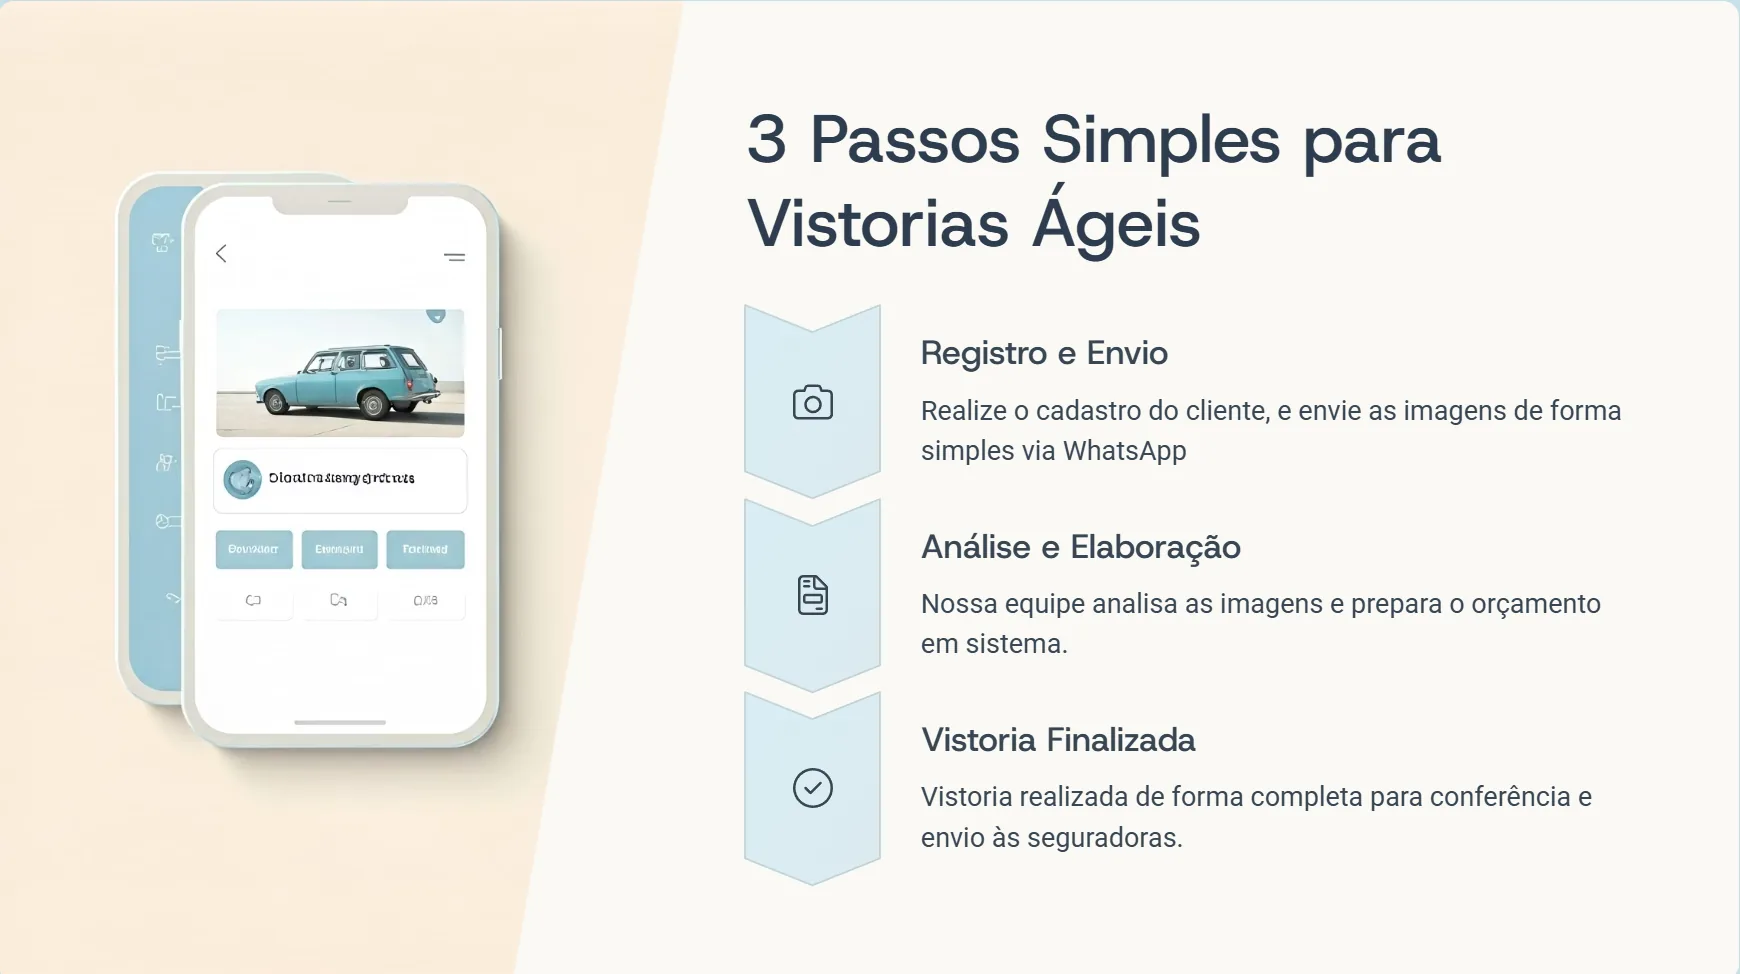 3 Passos Simples para
Vistorias Ágeis
Registro e Envio
Realize o cadastro do cliente, e envie as imagens de forma
simples via WhatsApp
Análise e Elaboração
Nossa equipe analisa as imagens e prepara o orçamento
em sistema.
Vistoria Finalizada
Vistoria realizada de forma completa para conferência e
envio às seguradoras.